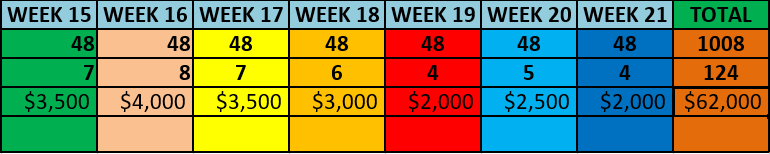 WEEK 15 WEEK 16 WEEK 17 WEEK 18 WEEK 19 WEEK 20 WEEK 21 TOTAL
48 48 48 48 48 48 48 1008
7 8 7 6 4 5 4 124
$3,500 $4,000 $3,500 $3,000 $2,000 $2,500 $2,000 $62,000